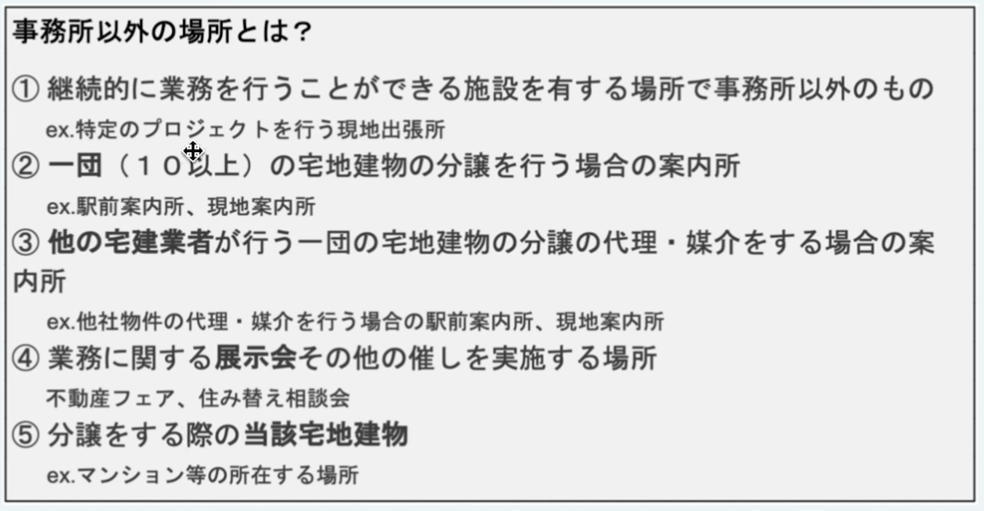 事務所以外の場所とは？
① 継続的に業務を行うことができる施設を有する場所で事務所以外のもの
ex.特定のプロジェクトを行う現地出張所
② 一団（１０以上）の宅地建物の分譲を行う場合の案内所
ex.駅前案内所、現地案内所
③ 他の宅建業者が行う一団の宅地建物の分譲の代理・媒介をする場合の案
内所
ex.他社物件の代理・媒介を行う場合の駅前案内所、現地案内所
④ 業務に関する展示会その他の催しを実施する場所
不動産フェア、住み替え相談会
⑤ 分譲をする際の当該宅地建物
ex.マンション等の所在する場所